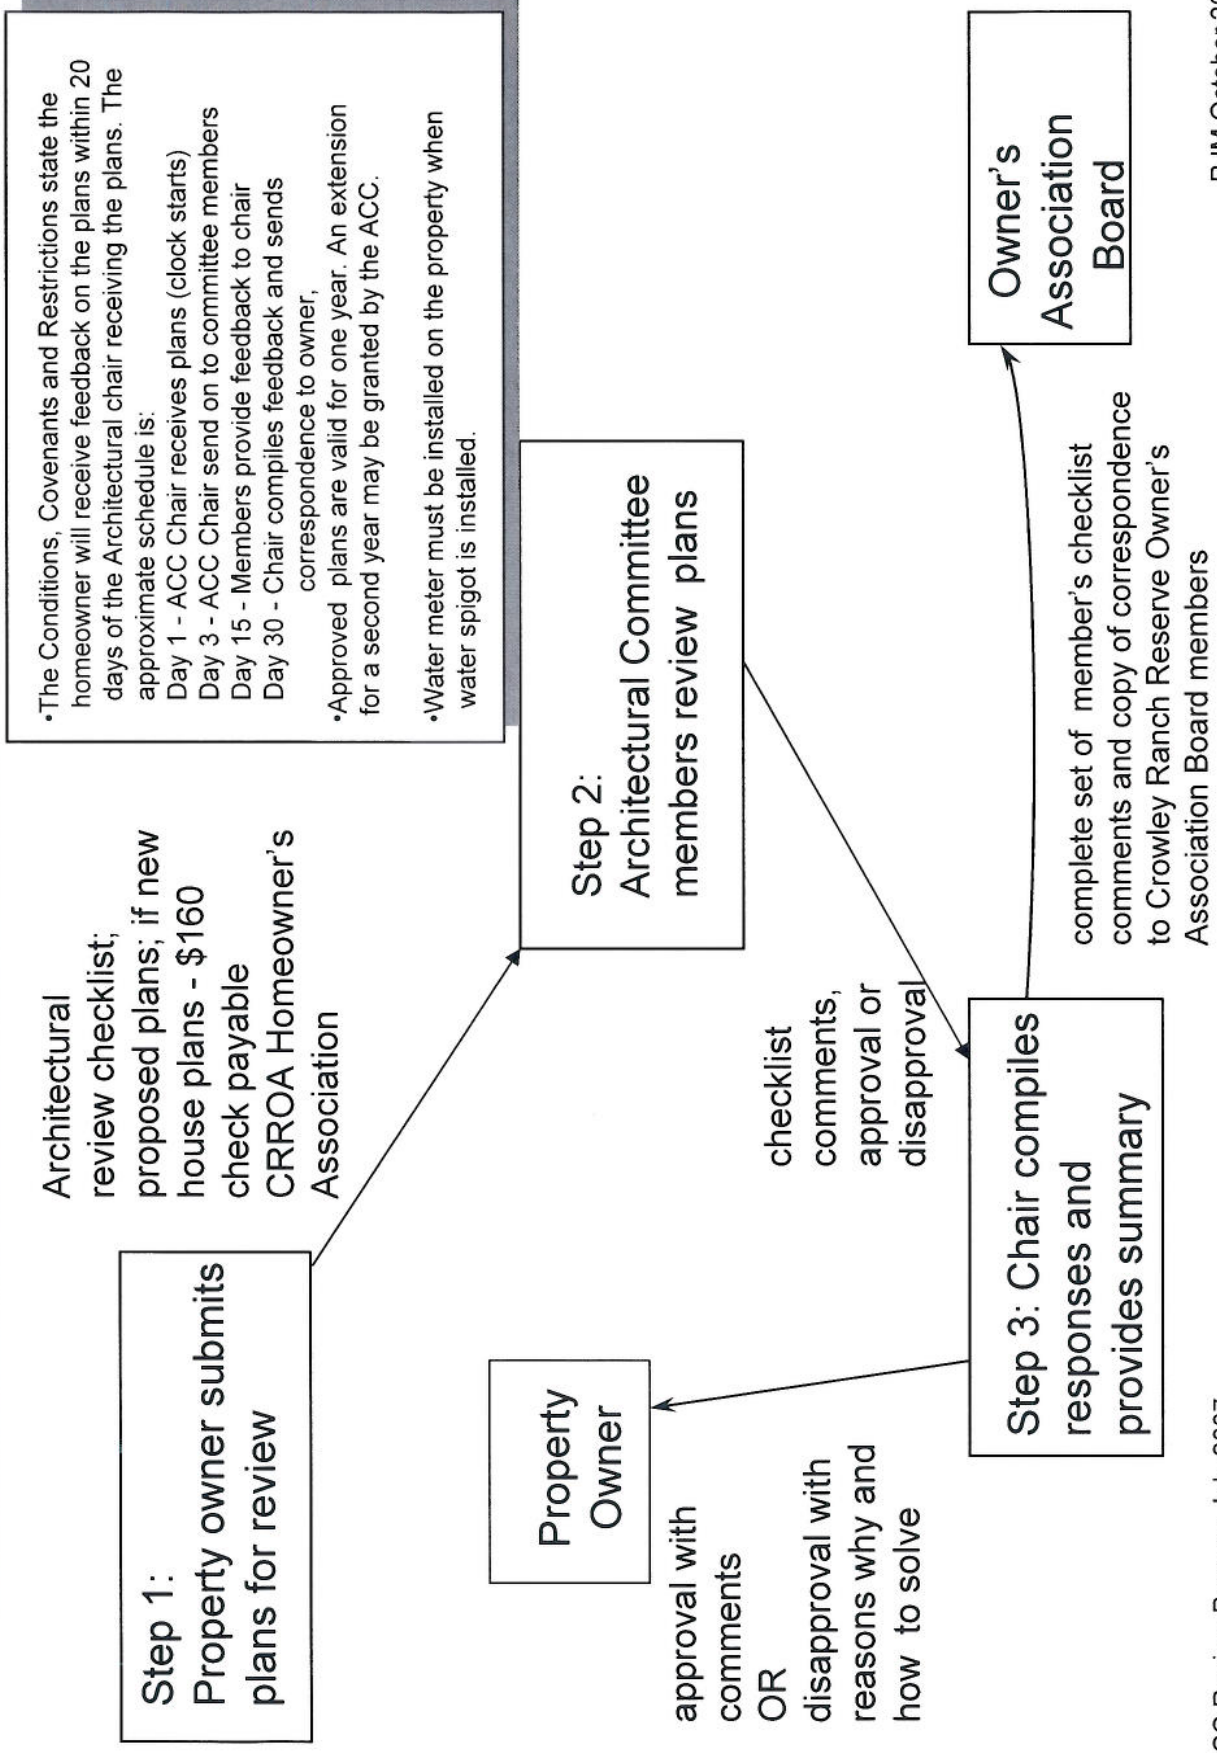 Step 1:
Property owner submits
plans for review
Architectural
review checklist;
proposed plans; if new
house plans - $160
check payable
CRROA Homeowner's
Association
•The Conditions, Covenants and Restrictions state the
homeowner will receive feedback on the plans within 20
days of the Architectural chair receiving the plans. The
approximate schedule is:
Day 1 - ACC Chair receives plans (clock starts)
Day 3 - ACC Chair send on to committee members
Day 15 - Members provide feedback to chair
Day 30 - Chair compiles feedback and sends
correspondence to owner,
•Approved plans are valid for one year. An extension
for a second year may be granted by the ACC.
•Water meter must be installed on the property when
water spigot is installed.
Step 2:
Architectural Committee
members review plans
Property
Owner
approval with
comments
OR
disapproval with
reasons why and
how to solve
checklist
comments,
approval or
disapproval
Step 3: Chair compiles
responses and
provides summary
Owner's
Association
Board
complete set of member's checklist
comments and copy of correspondence
to Crowley Ranch Reserve Owner's
Association Board members